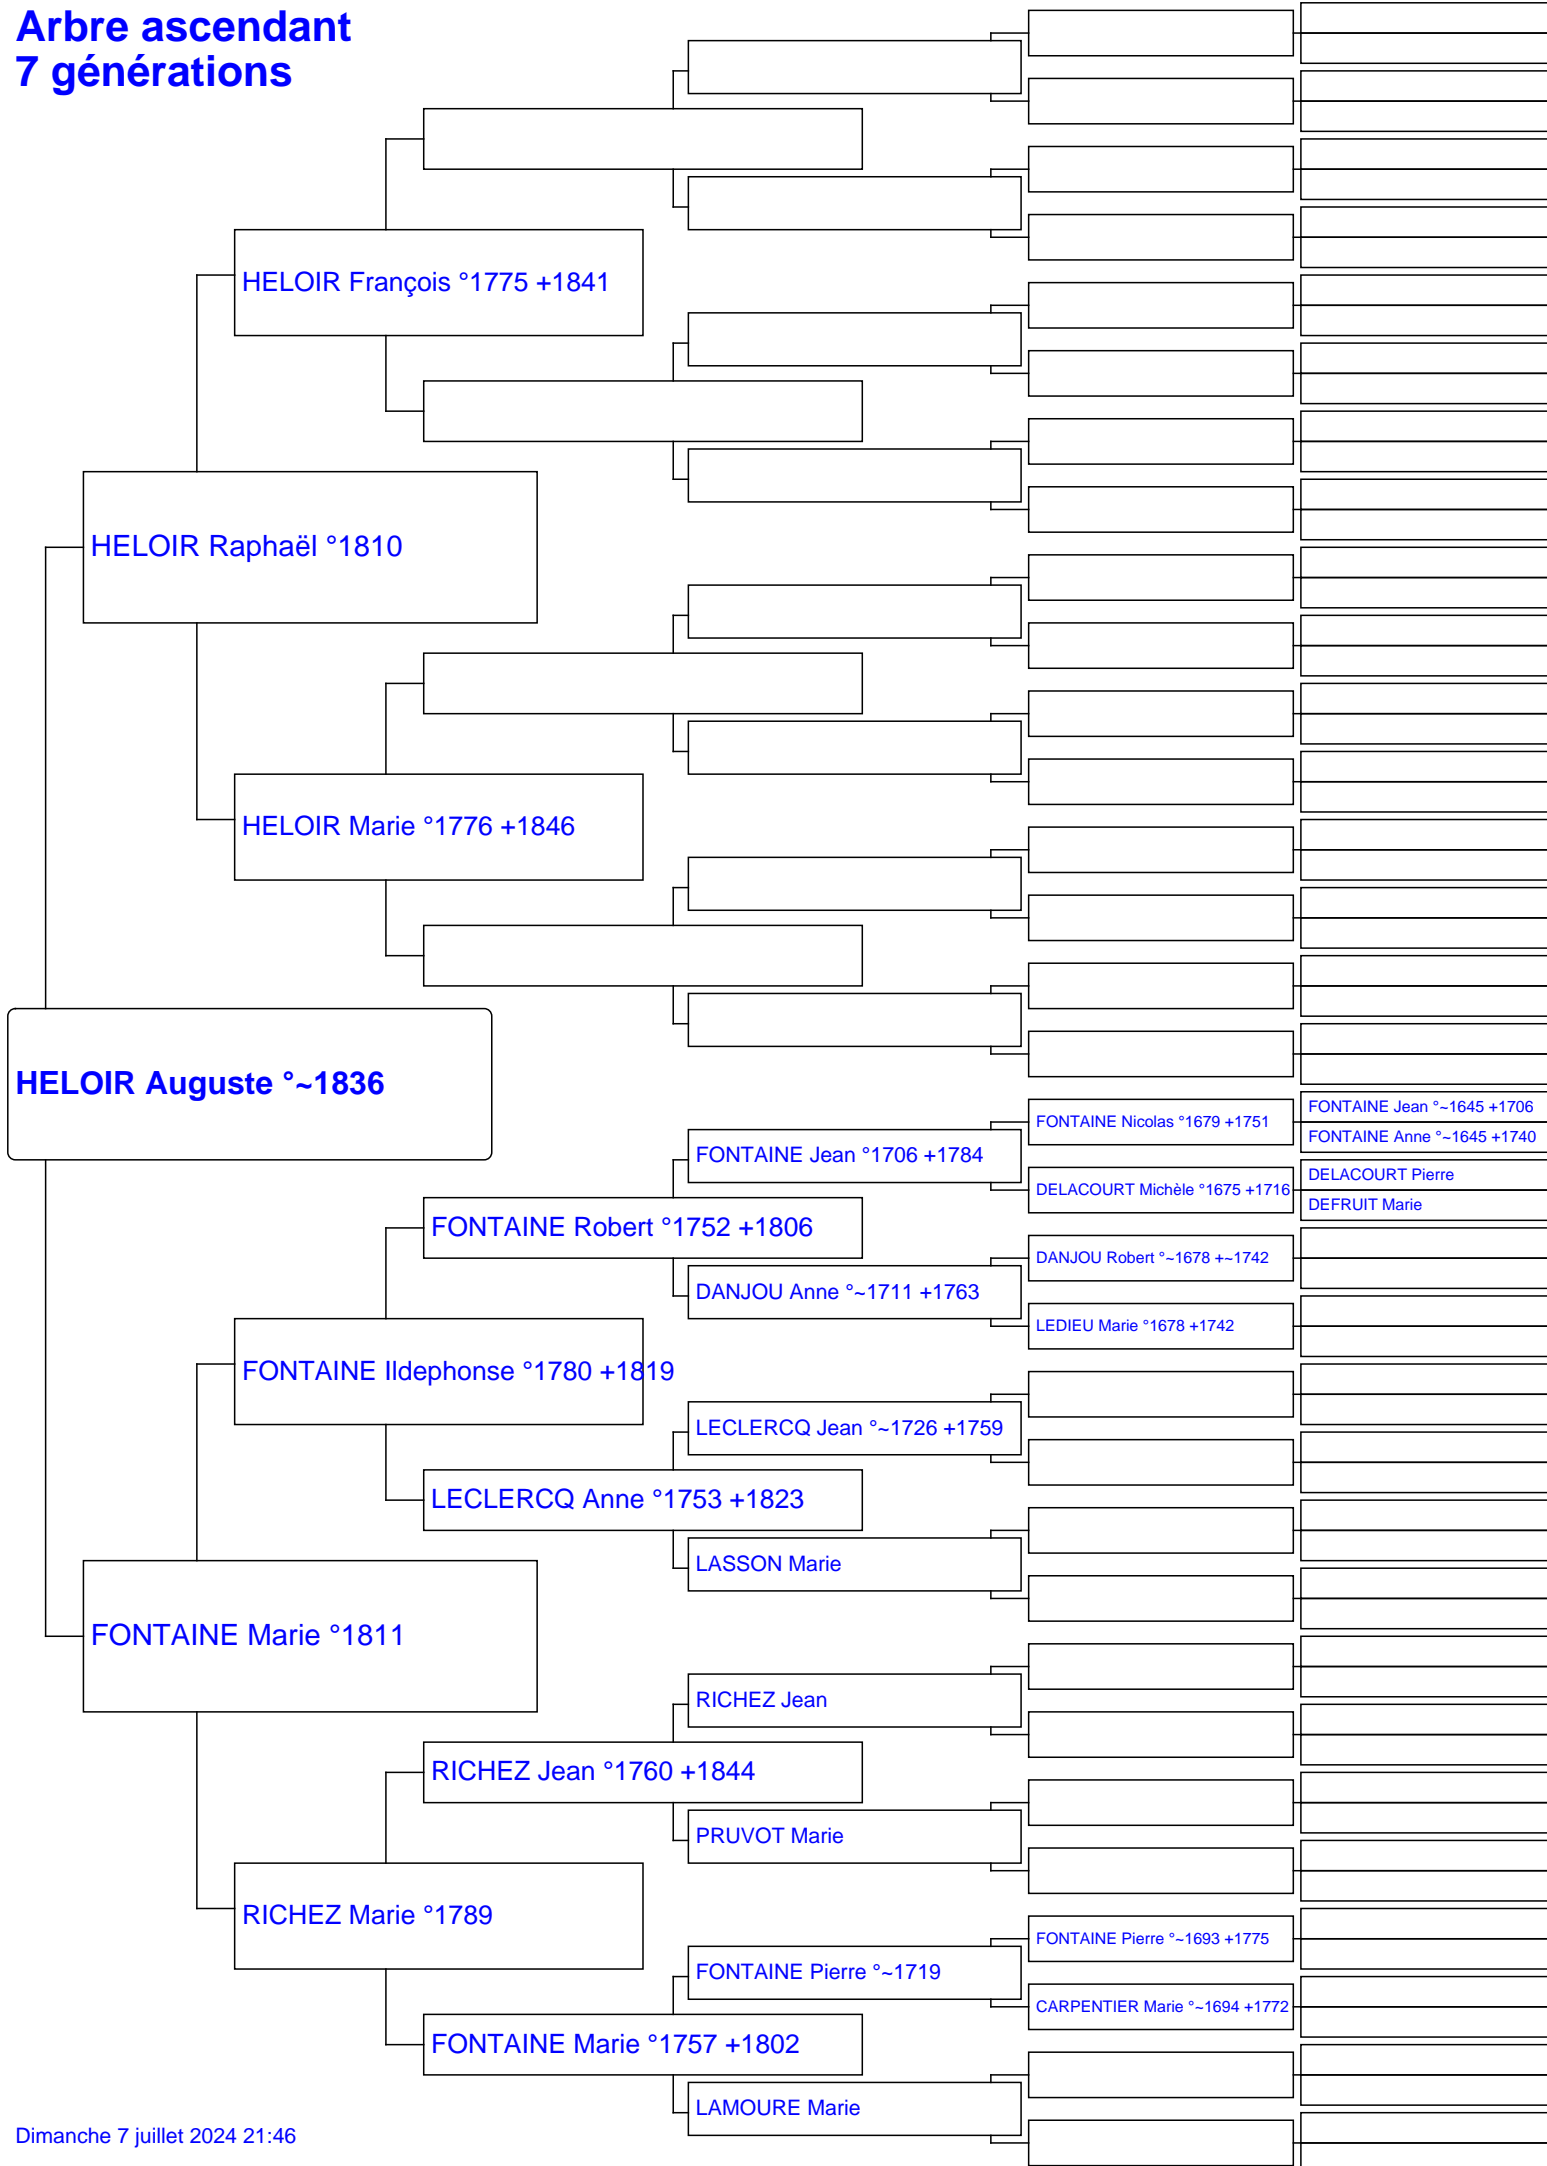 Arbre ascendant
7 générations
HELOIR François °1775 +1841
HELOIR Raphaël °1810
HELOIR Marie °1776 +1846
HELOIR Auguste °~1836
FONTAINE Jean °~1645 +1706
FONTAINE Nicolas °1679 +1751
FONTAINE Anne °~1645 +1740
FONTAINE Jean °1706 +1784
DELACOURT Pierre
DELACOURT Michèle °1675 +1716
DEFRUIT Marie
FONTAINE Robert °1752 +1806
DANJOU Robert °~1678 +~1742
DANJOU Anne °~1711 +1763
LEDIEU Marie °1678 +1742
FONTAINE Ildephonse °1780 +1819
LECLERCQ Jean °~1726 +1759
LECLERCQ Anne °1753 +1823
LASSON Marie
FONTAINE Marie °1811
RICHEZ Jean
RICHEZ Jean °1760 +1844
PRUVOT Marie
RICHEZ Marie °1789
FONTAINE Pierre °~1693 +1775
FONTAINE Pierre °~1719
CARPENTIER Marie °~1694 +1772
FONTAINE Marie °1757 +1802
LAMOURE Marie
Dimanche 7 juillet 2024 21:46